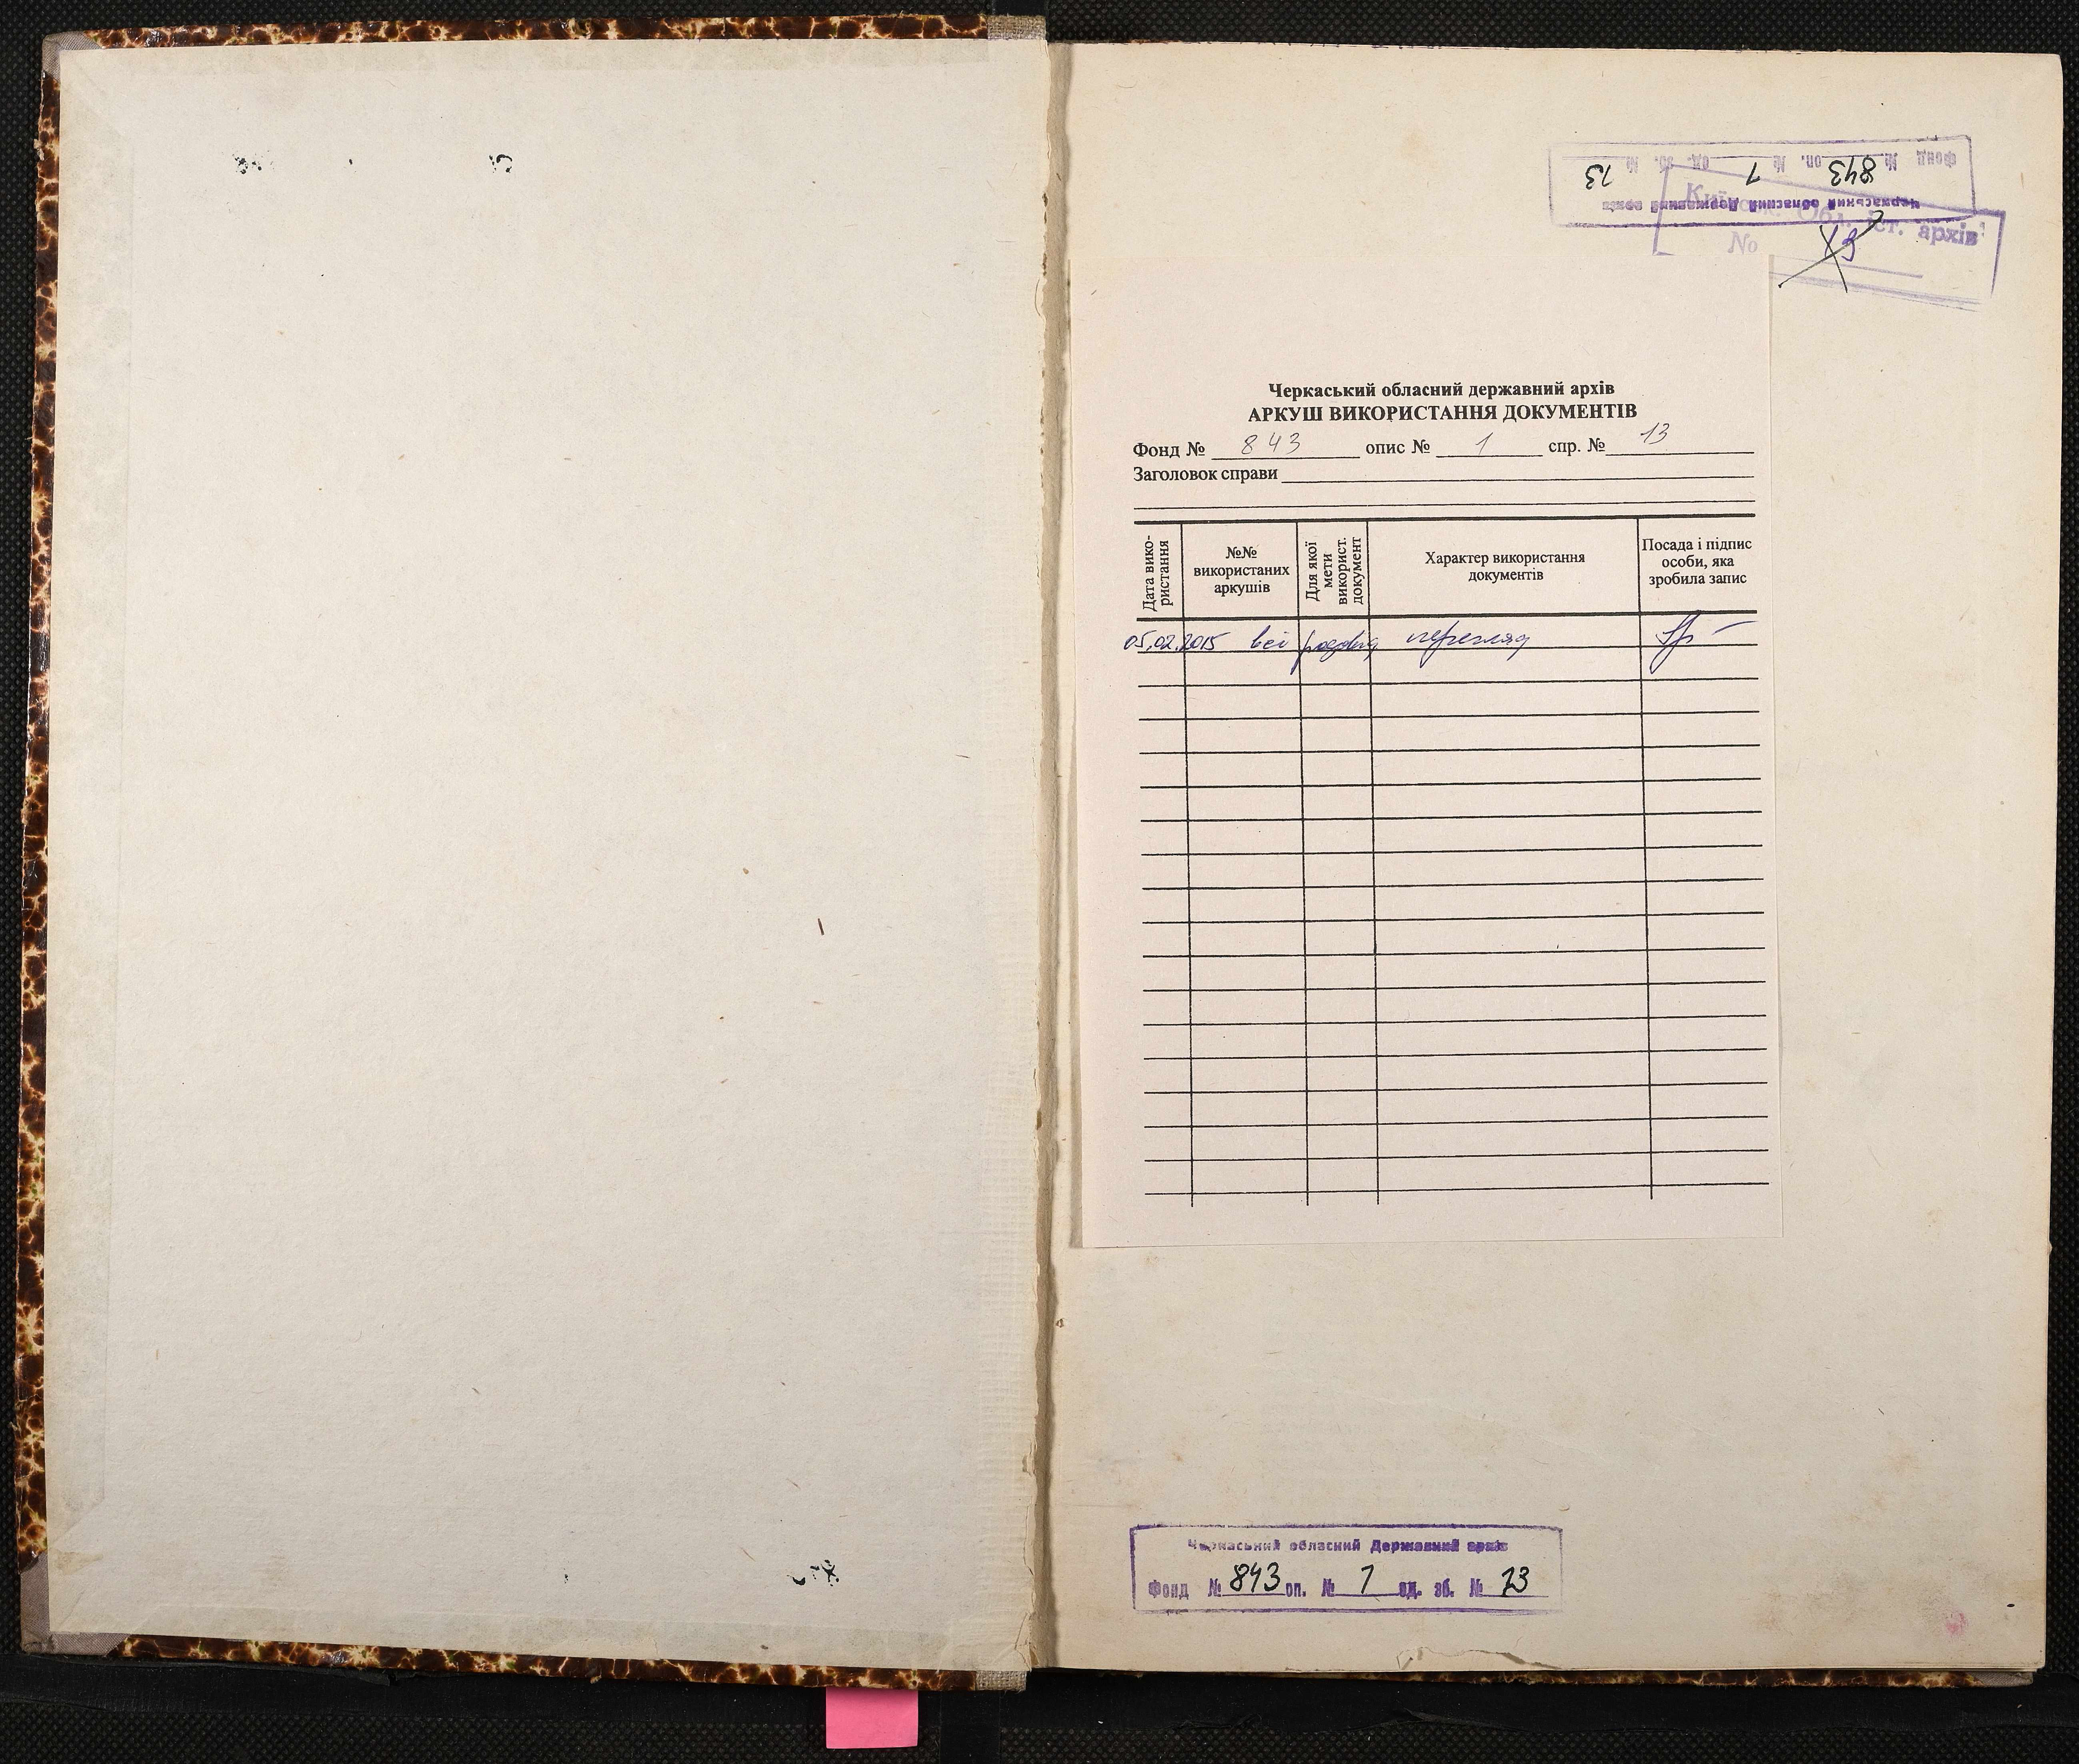 Фонд № 843 оп. № 1 од. зб. № 13
Черкаський обласний Державний архів
Київськ. Обл. іст. архів
№ 13
Черкаський обласний державний архів
АРКУШ ВИКОРИСТАННЯ ДОКУМЕНТІВ
Фонд № 843 опис № 1 спр. № 13
Заголовок справи
Дата вико-
ристання
№№
використаних
аркушів
Для якої
мети
використ.
документ
Характер використання
документів
Посада і підпис
особи, яка
зробила запис
05.02.2015 всі родовід перегляд
Черкаський обласний Державний архів
Фонд № 843 оп. № 1 од. зб. № 13